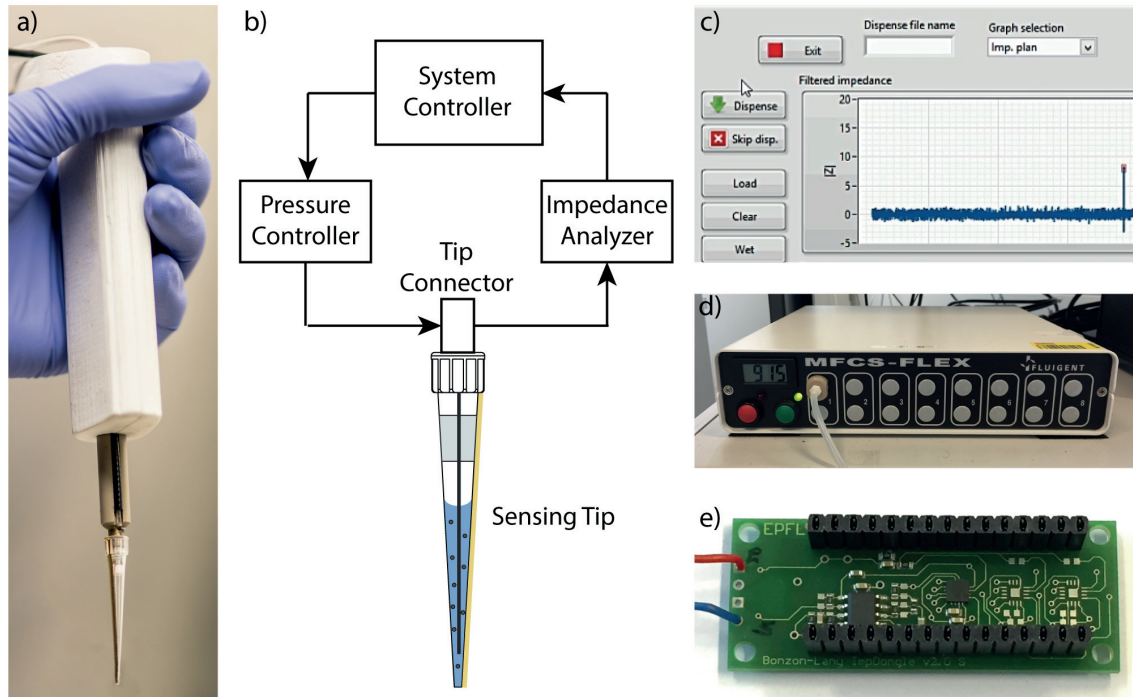 a)
b)
System
Controller
Pressure
Controller
Impedance
Analyzer
Tip
Connector
Sensing Tip
c)
Dispense file name
Graph selection
Exit
Imp. plan
Filtered impedance
Dispense
Skip disp.
Load
Clear
Wet
|Z|
20
15
10
5
0
-5
d)
MFCS-FLEX
FLUIGENT
915
1
2
3
4
5
6
7
8
e)
EPFL
Bonzon-Lang ImpDongle v2.0 S